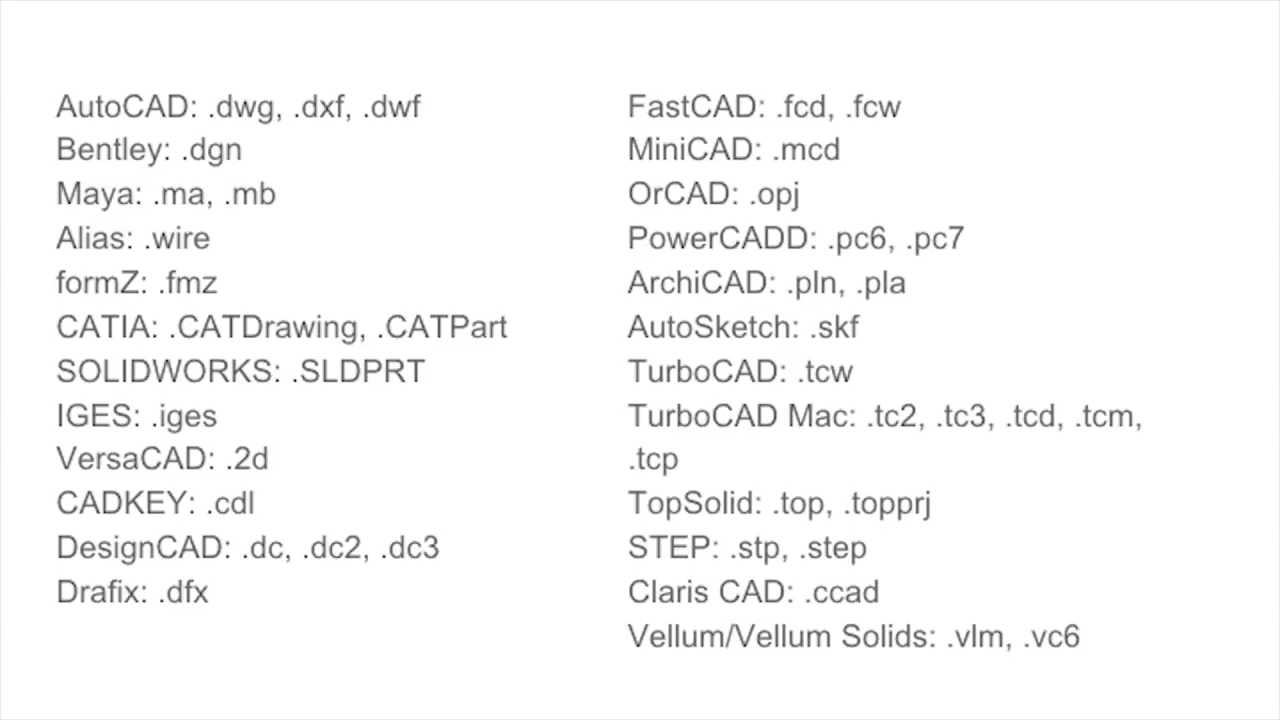 AutoCAD: .dwg, .dxf, .dwf
Bentley: .dgn
Maya: .ma, .mb
Alias: .wire
formZ: .fmz
CATIA: .CATDrawing, .CATPart
SOLIDWORKS: .SLDPRT
IGES: .iges
VersaCAD: .2d
CADKEY: .cdl
DesignCAD: .dc, .dc2, .dc3
Drafix: .dfx
FastCAD: .fcd, .fcw
MiniCAD: .mcd
OrCAD: .opj
PowerCADD: .pc6, .pc7
ArchiCAD: .pln, .pla
AutoSketch: .skf
TurboCAD: .tcw
TurboCAD Mac: .tc2, .tc3, .tcd, .tcm,
.tcp
TopSolid: .top, .topprj
STEP: .stp, .step
Claris CAD: .ccad
Vellum/Vellum Solids: .vlm, .vc6